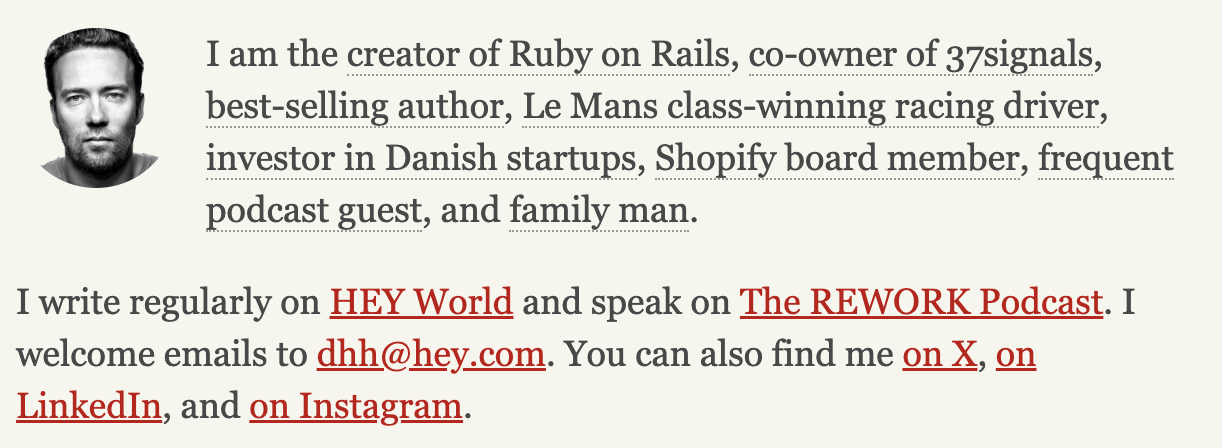 I am the creator of Ruby on Rails, co-owner of 37signals,
best-selling author, Le Mans class-winning racing driver,
investor in Danish startups, Shopify board member, frequent
podcast guest, and family man.
I write regularly on HEY World and speak on The REWORK Podcast. I
welcome emails to dhh@hey.com. You can also find me on X, on
LinkedIn, and on Instagram.